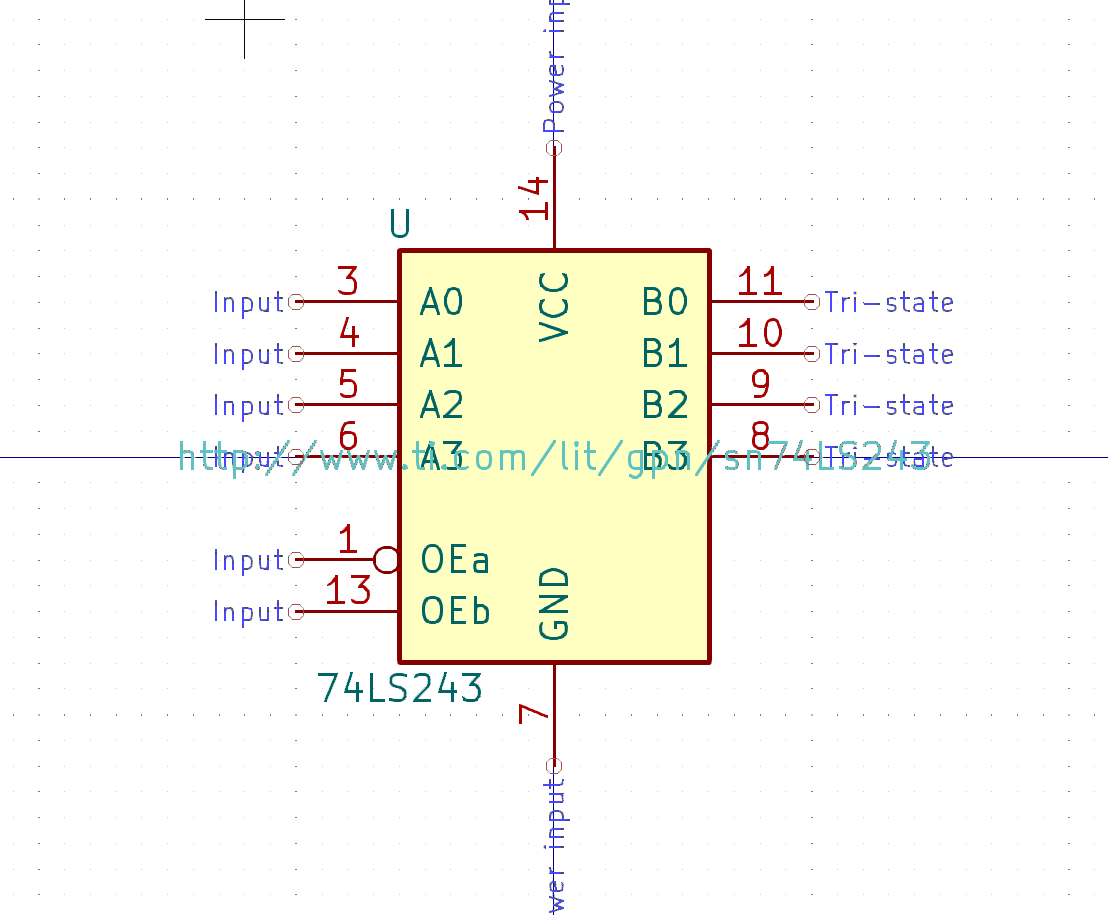 Power inp
14
U
VCC
Input 3 A0 B0 11 Tri-state
Input 4 A1 B1 10 Tri-state
Input 5 A2 B2 9 Tri-state
Input 6 A3 B3 8 Tri-state
http://www.ti.com/lit/gpn/sn74LS243
Input 1 OEa
Input 13 OEb
GND
74LS243
7
wer input